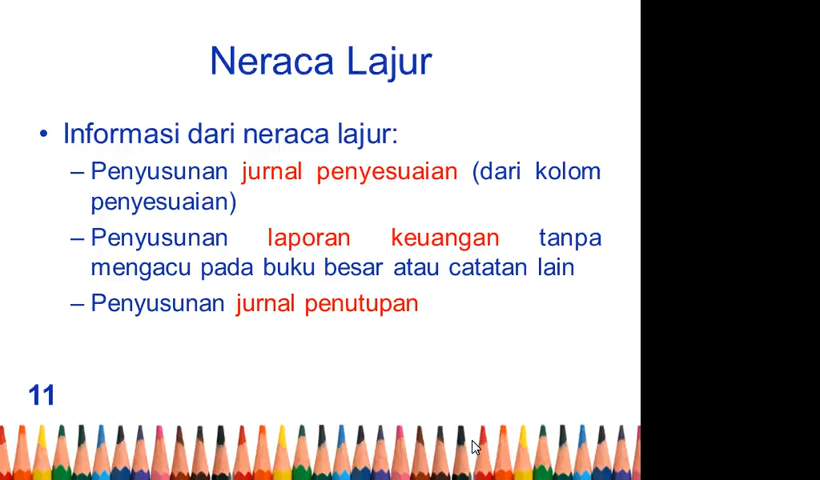 Neraca Lajur
• Informasi dari neraca lajur:
– Penyusunan jurnal penyesuaian (dari kolom
penyesuaian)
– Penyusunan laporan keuangan tanpa
mengacu pada buku besar atau catatan lain
– Penyusunan jurnal penutupan
11